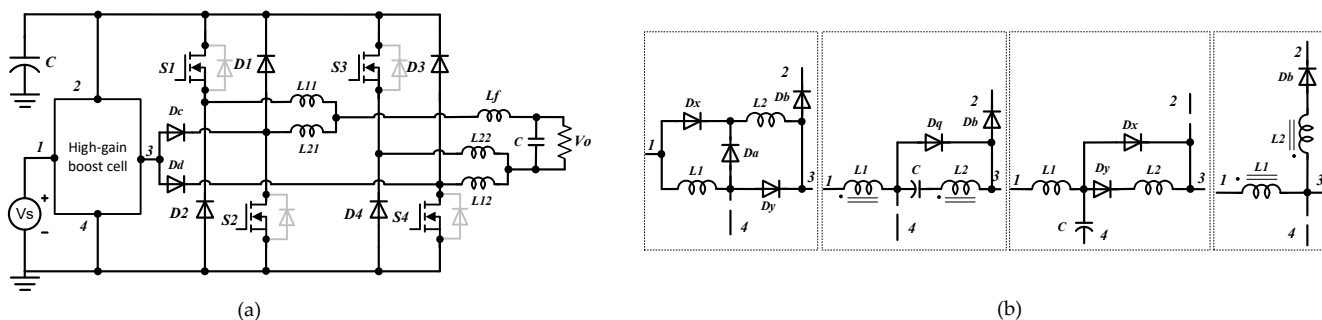 C
2
High-gain
boost cell
1
3
4
Vs
+
-
Dc
Dd
S1
D1
S3
D3
L11
L21
Lf
L22
L12
C
Vo
D2
S2
D4
S4
(a)
1
Dx
L1
Da
L2
Db
2
Dy
3
4
1
L1
Dq
C
L2
2
Db
3
4
1
L1
Dx
Dy
L2
2
3
C
4
2
Db
L2
1
L1
3
4
(b)